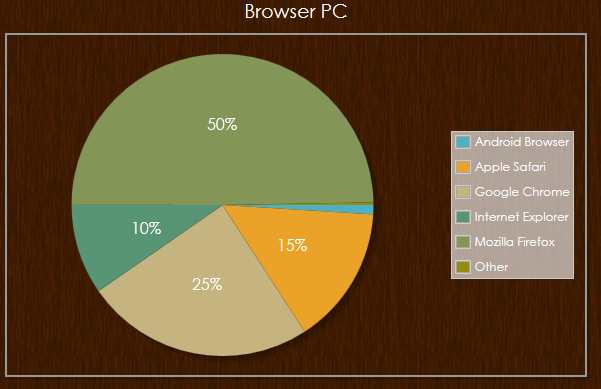 Browser PC
50%
10%
15%
25%
Android Browser
Apple Safari
Google Chrome
Internet Explorer
Mozilla Firefox
Other